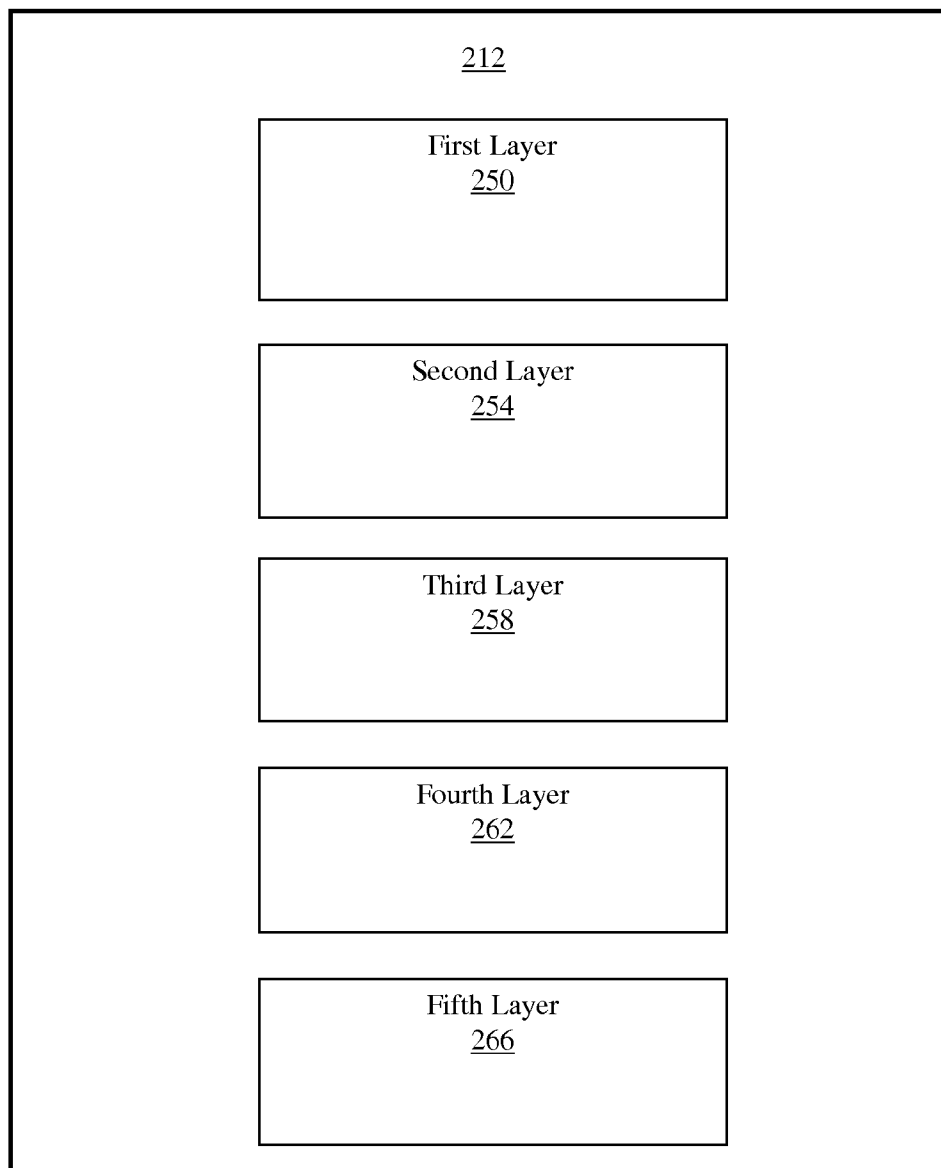 212
First Layer
250
Second Layer
254
Third Layer
258
Fourth Layer
262
Fifth Layer
266